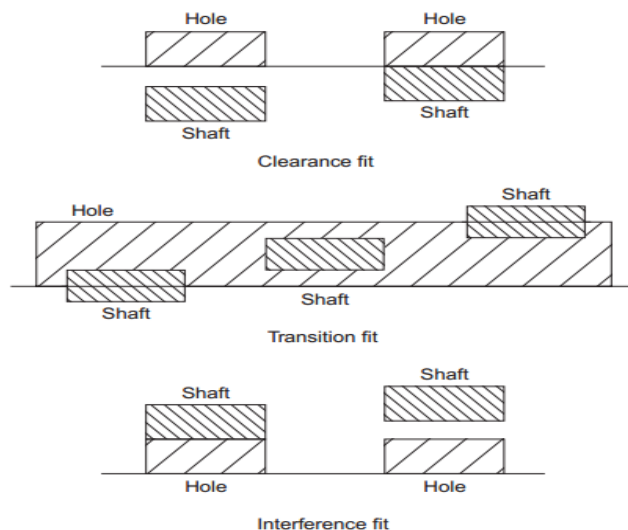 Hole
Hole
Shaft
Shaft
Clearance fit
Shaft
Hole
Shaft
Shaft
Transition fit
Shaft
Shaft
Hole
Hole
Interference fit